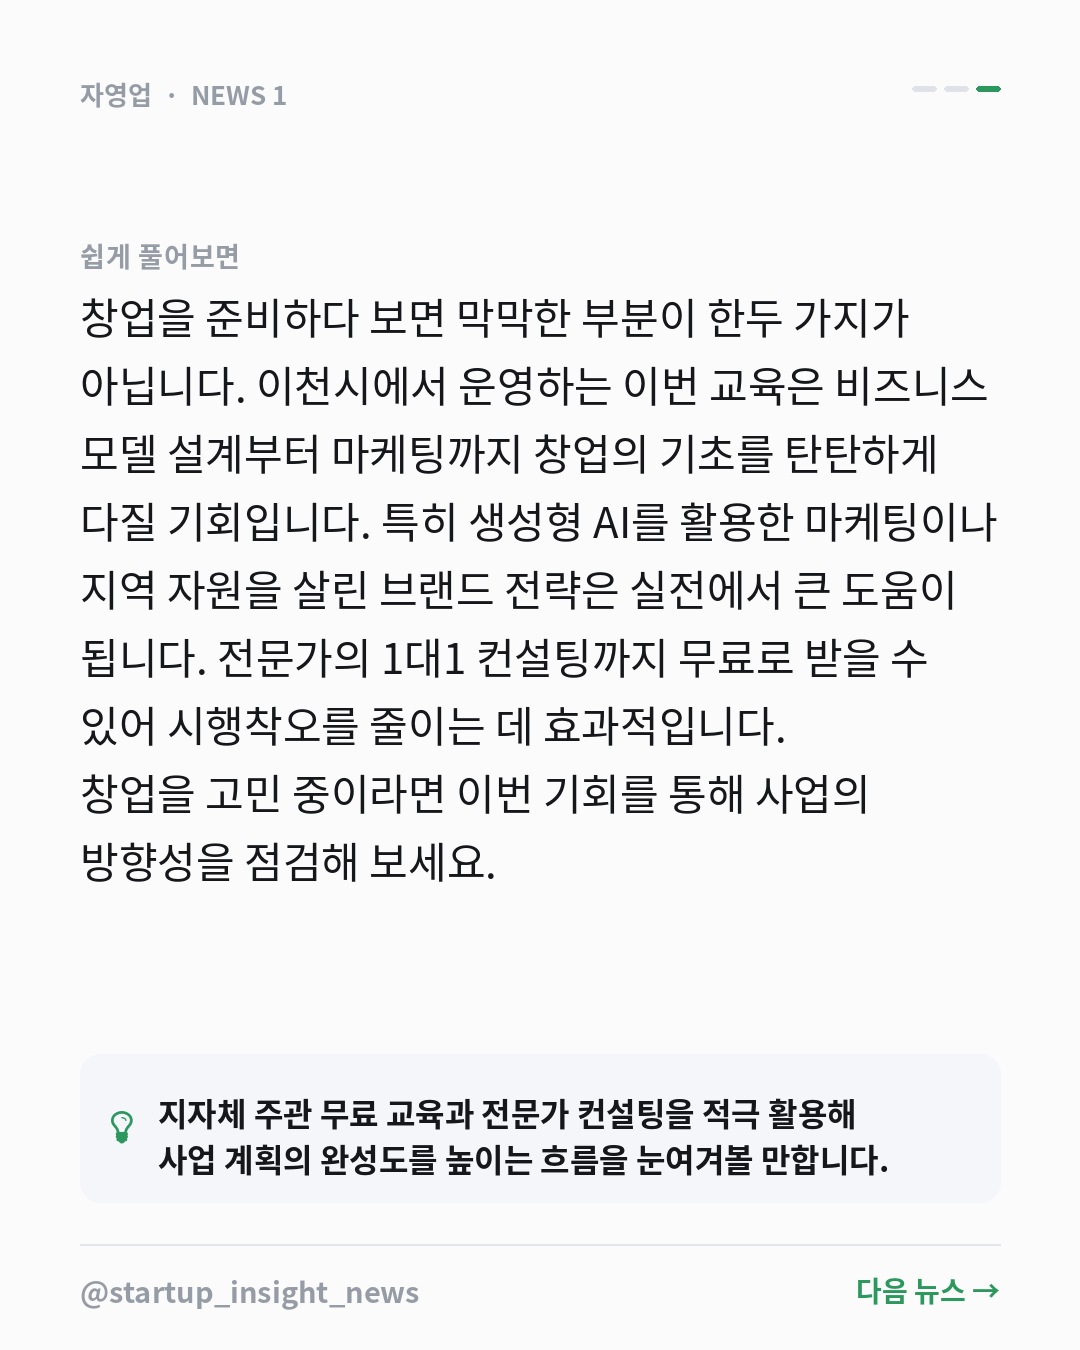 자영업 · NEWS 1
쉽게 풀어보면
창업을 준비하다 보면 막막한 부분이 한두 가지가
아닙니다. 이천시에서 운영하는 이번 교육은 비즈니스
모델 설계부터 마케팅까지 창업의 기초를 탄탄하게
다질 기회입니다. 특히 생성형 AI를 활용한 마케팅이나
지역 자원을 살린 브랜드 전략은 실전에서 큰 도움이
됩니다. 전문가의 1대1 컨설팅까지 무료로 받을 수
있어 시행착오를 줄이는 데 효과적입니다.
창업을 고민 중이라면 이번 기회를 통해 사업의
방향성을 점검해 보세요.
지자체 주관 무료 교육과 전문가 컨설팅을 적극 활용해
사업 계획의 완성도를 높이는 흐름을 눈여겨볼 만합니다.
@startup_insight_news
다음 뉴스 →